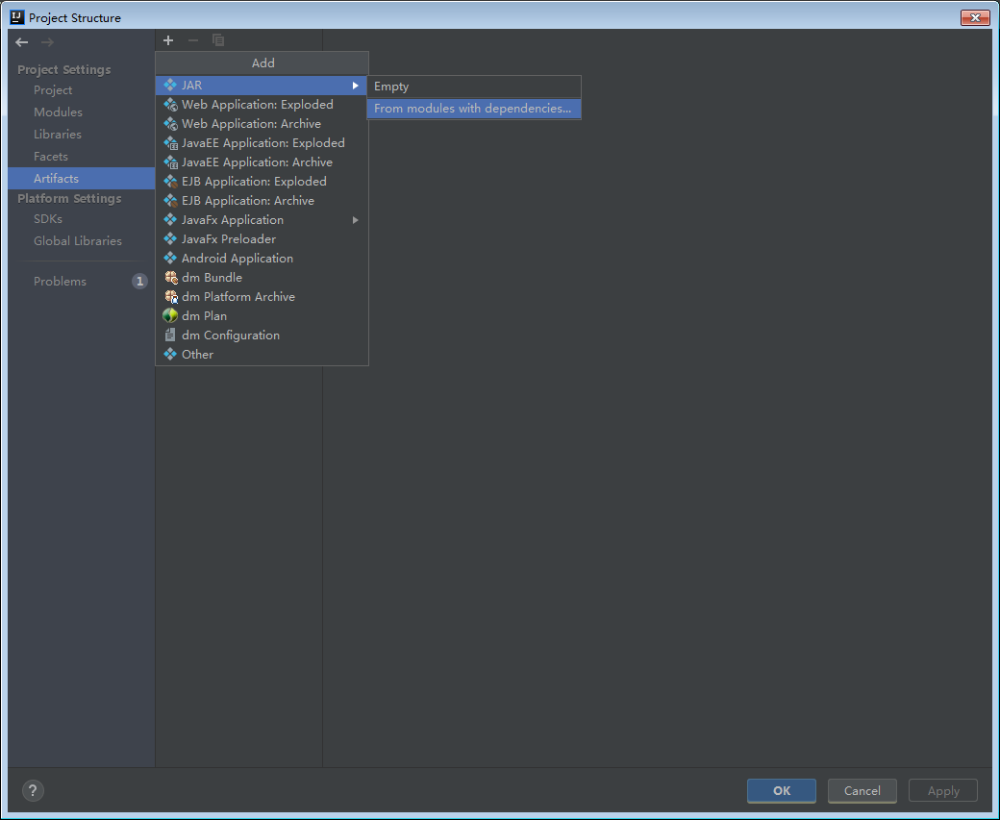 Project Structure
Project Settings
Project
Modules
Libraries
Facets
Artifacts
Platform Settings
SDKs
Global Libraries
Problems 1
Add
JAR
Web Application: Exploded
Web Application: Archive
JavaEE Application: Exploded
JavaEE Application: Archive
EJB Application: Exploded
EJB Application: Archive
JavaFx Application
JavaFx Preloader
Android Application
dm Bundle
dm Platform Archive
dm Plan
dm Configuration
Other
Empty
From modules with dependencies...
?
OK
Cancel
Apply